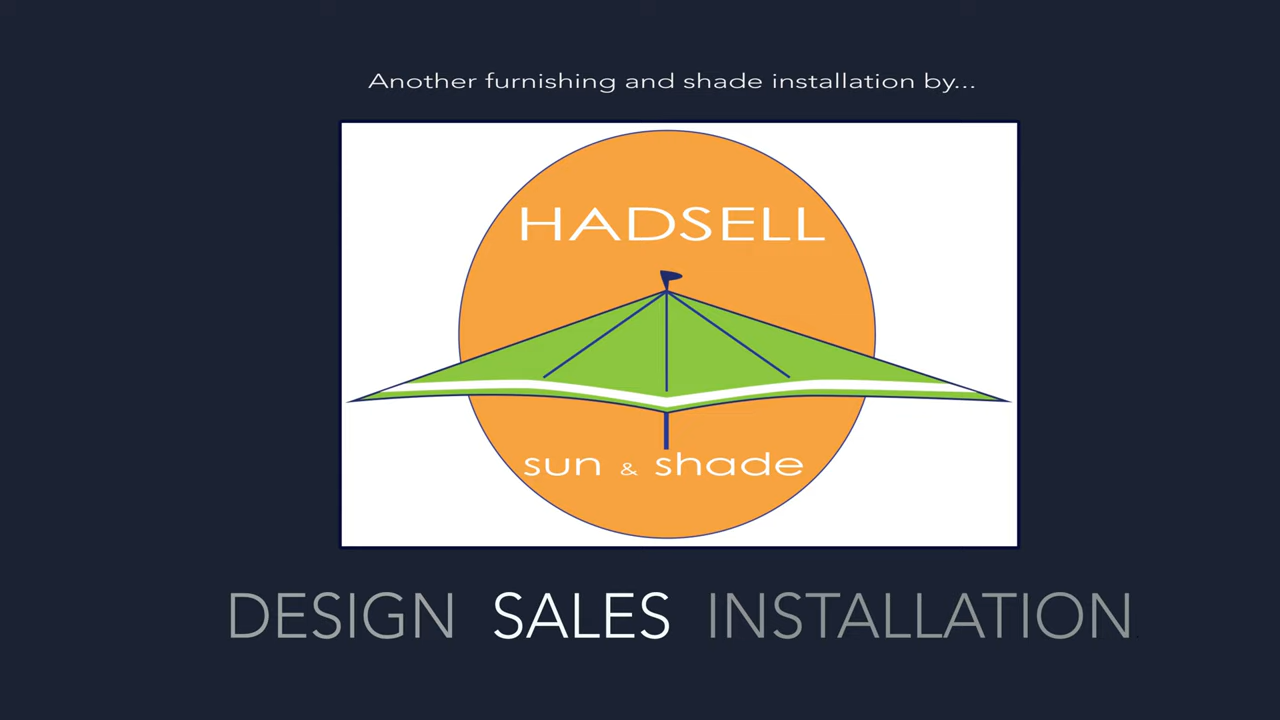 Another furnishing and shade installation by...
HADSELL
sun & shade
DESIGN SALES INSTALLATION